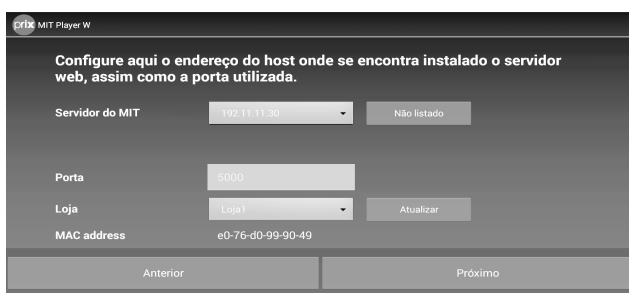 prix MIT Player W
Configure aqui o endereço do host onde se encontra instalado o servidor
web, assim como a porta utilizada.
Servidor do MIT 192.11.11.30 Não listado
Porta 5000
Loja Loja1 Atualizar
MAC address e0-76-d0-99-90-49
Anterior Próximo